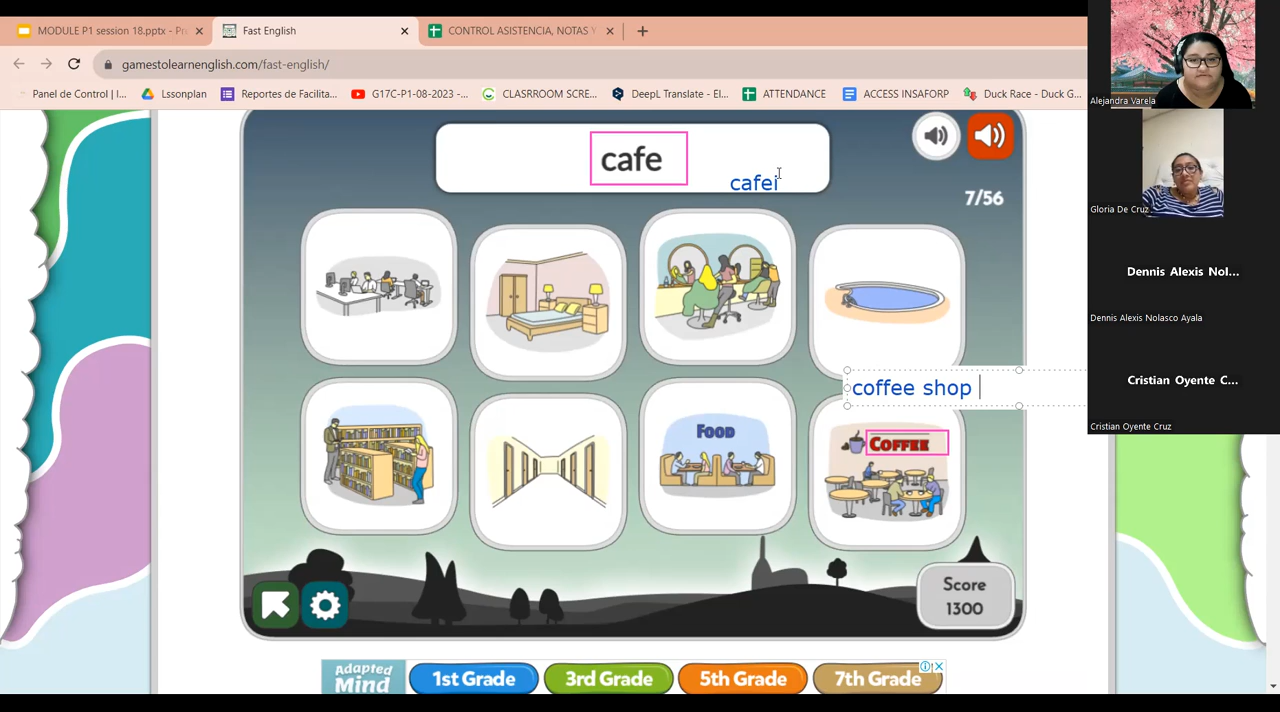 MODULE P1 session 18.pptx - Pr
Fast English
CONTROL ASISTENCIA, NOTAS Y
gamestolearnenglish.com/fast-english/
Panel de Control | I...
Lssonplan
Reportes de Facilita...
G17C-P1-08-2023 -...
CLASSROOM SCRE...
DeepL Translate - El...
ATTENDANCE
ACCESS INSAFORP
Duck Race - Duck G...
Alejandra Varela
cafe
cafei
7/56
Gloria De Cruz
Dennis Alexis Nol...
Dennis Alexis Nolasco Ayala
coffee shop
Cristian Oyente C...
Cristian Oyente Cruz
FOOD
COFFEE
Score
1300
Adapted
Mind
1st Grade
3rd Grade
5th Grade
7th Grade